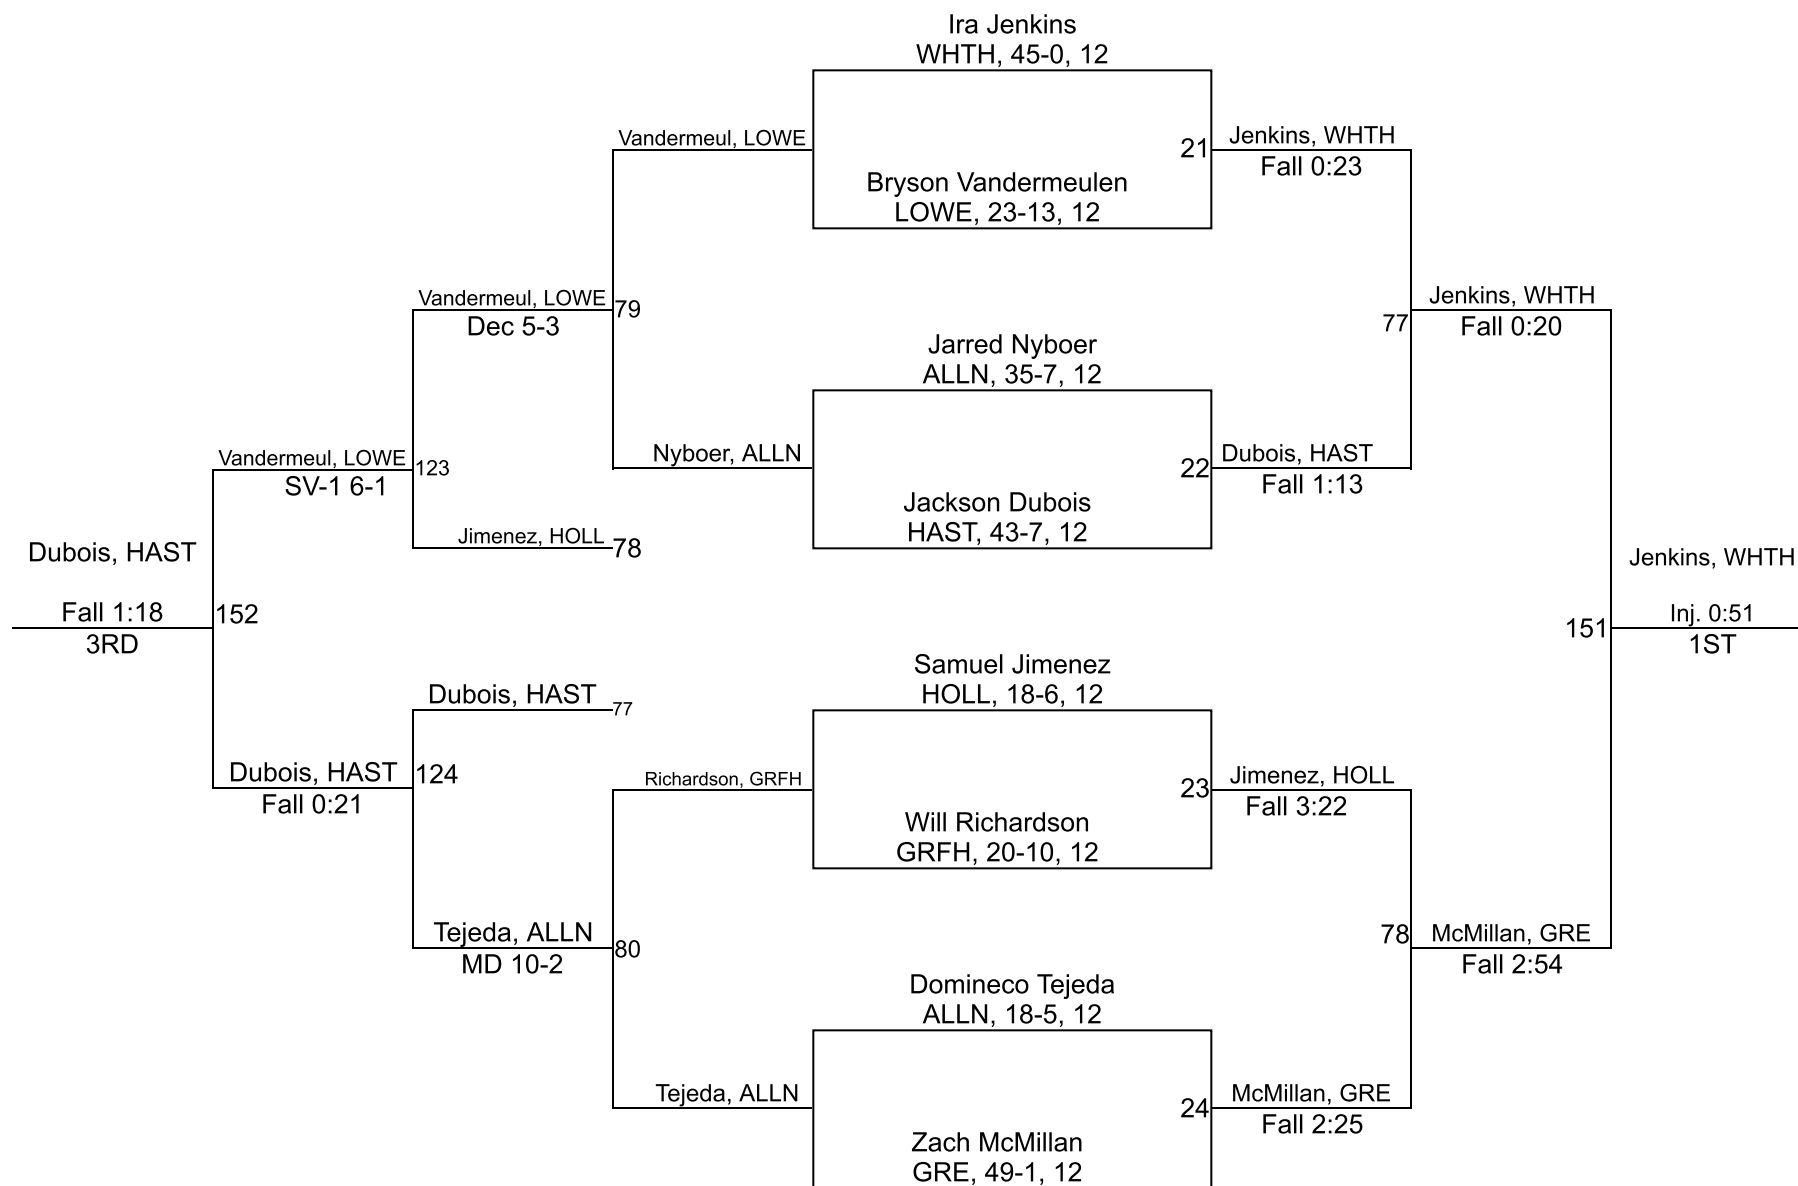 Ira Jenkins
WHTH, 45-0, 12
Vandermeul, LOWE
21
Jenkins, WHTH
Fall 0:23
Bryson Vandermeulen
LOWE, 23-13, 12
Vandermeul, LOWE
Dec 5-3
79
77
Jenkins, WHTH
Fall 0:20
Jarred Nyboer
ALLN, 35-7, 12
Vandermeul, LOWE
SV-1 6-1
123
Nyboer, ALLN
22
Dubois, HAST
Fall 1:13
Jackson Dubois
HAST, 43-7, 12
Jimenez, HOLL
78
Dubois, HAST
Fall 1:18
3RD
152
Jenkins, WHTH
151
Inj. 0:51
1ST
Samuel Jimenez
HOLL, 18-6, 12
Dubois, HAST
77
Dubois, HAST
Fall 0:21
124
Richardson, GRFH
23
Jimenez, HOLL
Fall 3:22
Will Richardson
GRFH, 20-10, 12
Tejeda, ALLN
MD 10-2
80
78
McMillan, GRE
Fall 2:54
Domineco Tejeda
ALLN, 18-5, 12
Tejeda, ALLN
24
McMillan, GRE
Fall 2:25
Zach McMillan
GRE, 49-1, 12